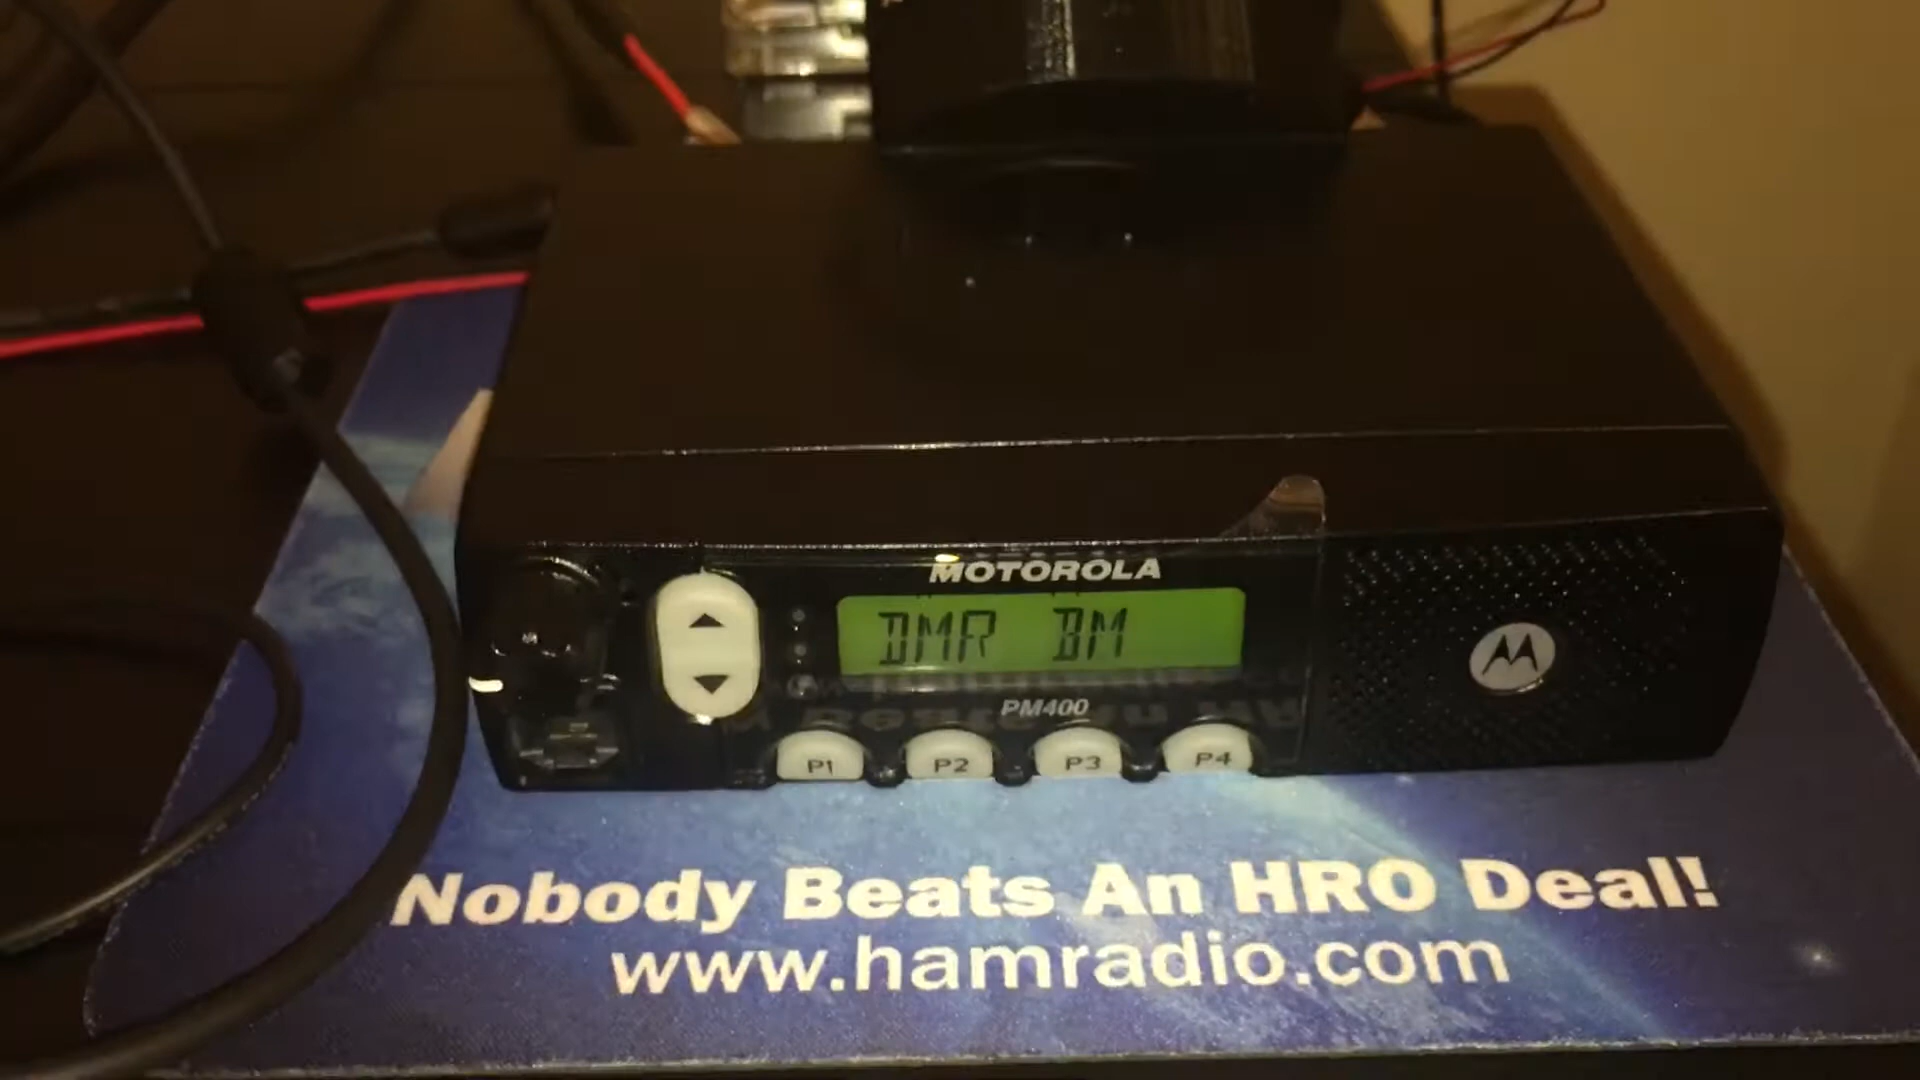 MOTOROLA
DMR BM
PM400
P1 P2 P3 P4
Nobody Beats An HRO Deal!
www.hamradio.com